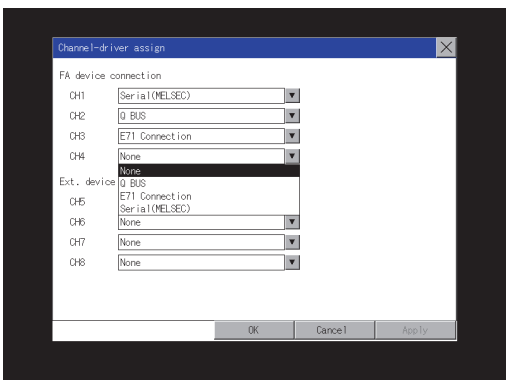 Channel-driver assign
FA device connection
CH1 Serial(MELSEC)
CH2 Q BUS
CH3 E71 Connection
CH4 None
None
Ext. device Q BUS
E71 Connection
CH5
Serial(MELSEC)
CH6 None
CH7 None
CH8 None
OK Cancel Apply